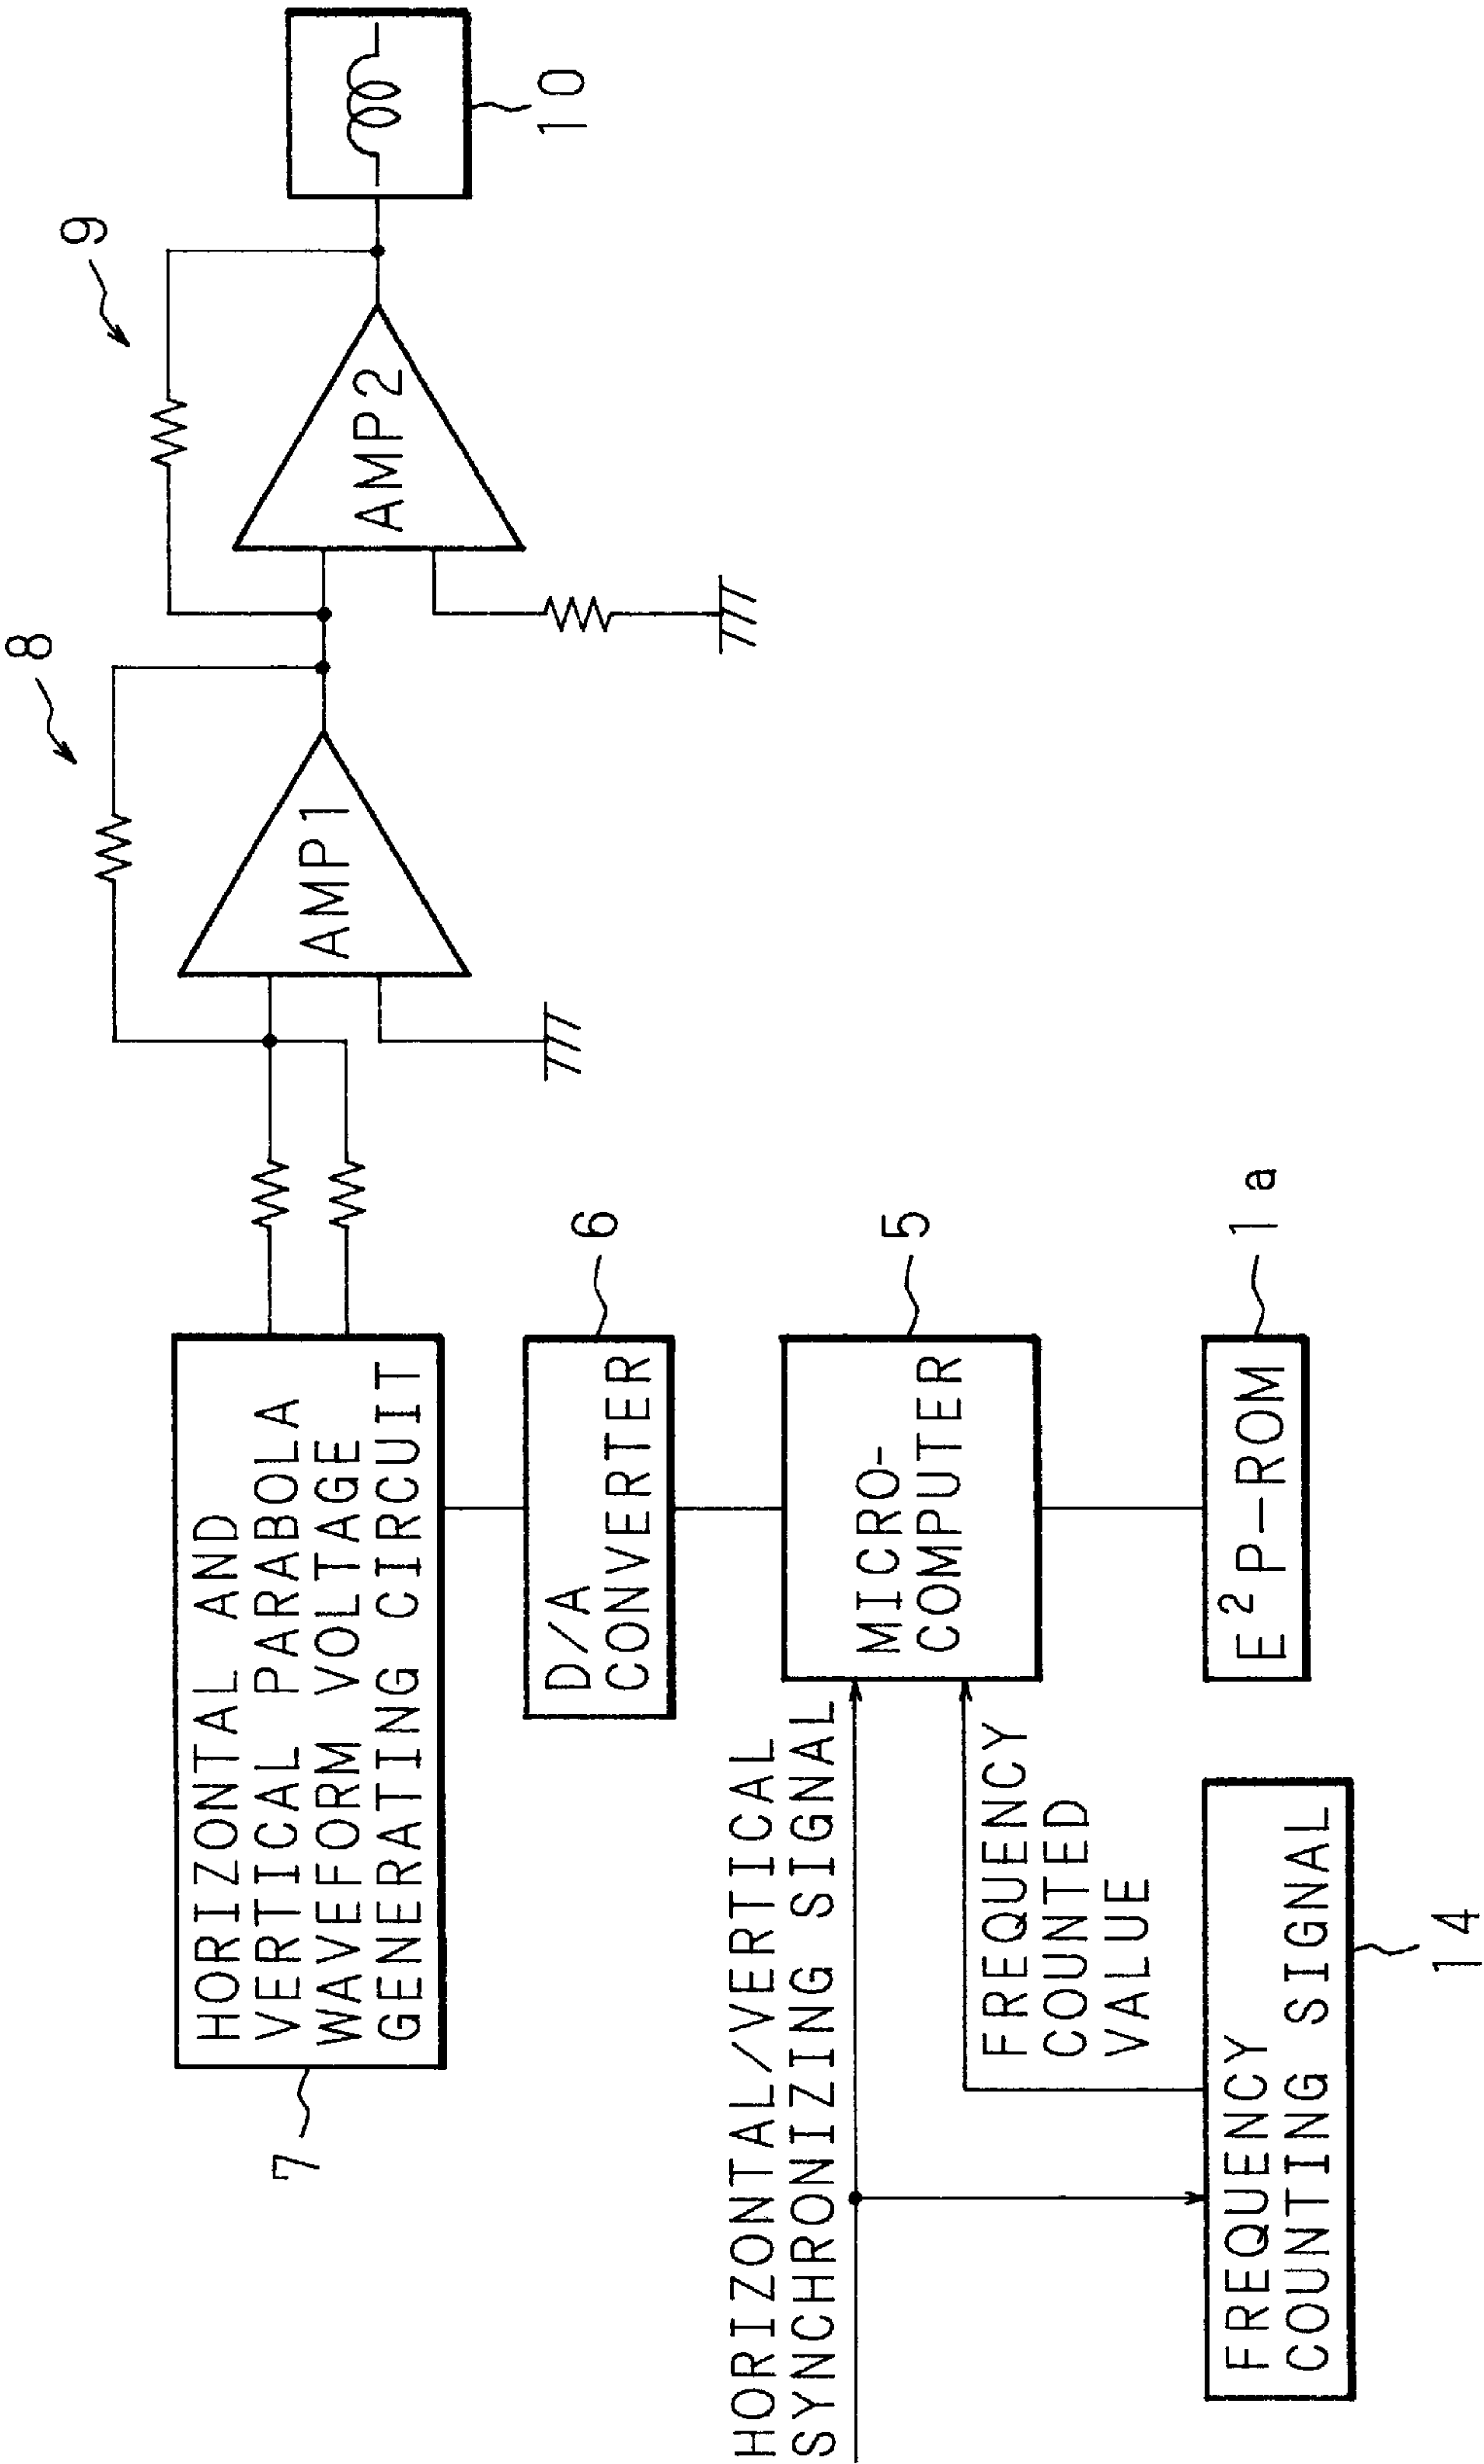 8
9
AMP1
AMP2
10
7
HORIZONTAL AND
VERTICAL PARABOLA
WAVEFORM VOLTAGE
GENERATING CIRCUIT
D/A
CONVERTER
6
HORIZONTAL/VERTICAL
SYNCHRONIZING SIGNAL
MICRO-
COMPUTER
5
FREQUENCY
COUNTED
VALUE
FREQUENCY
COUNTING SIGNAL
14
E²P-ROM
1a